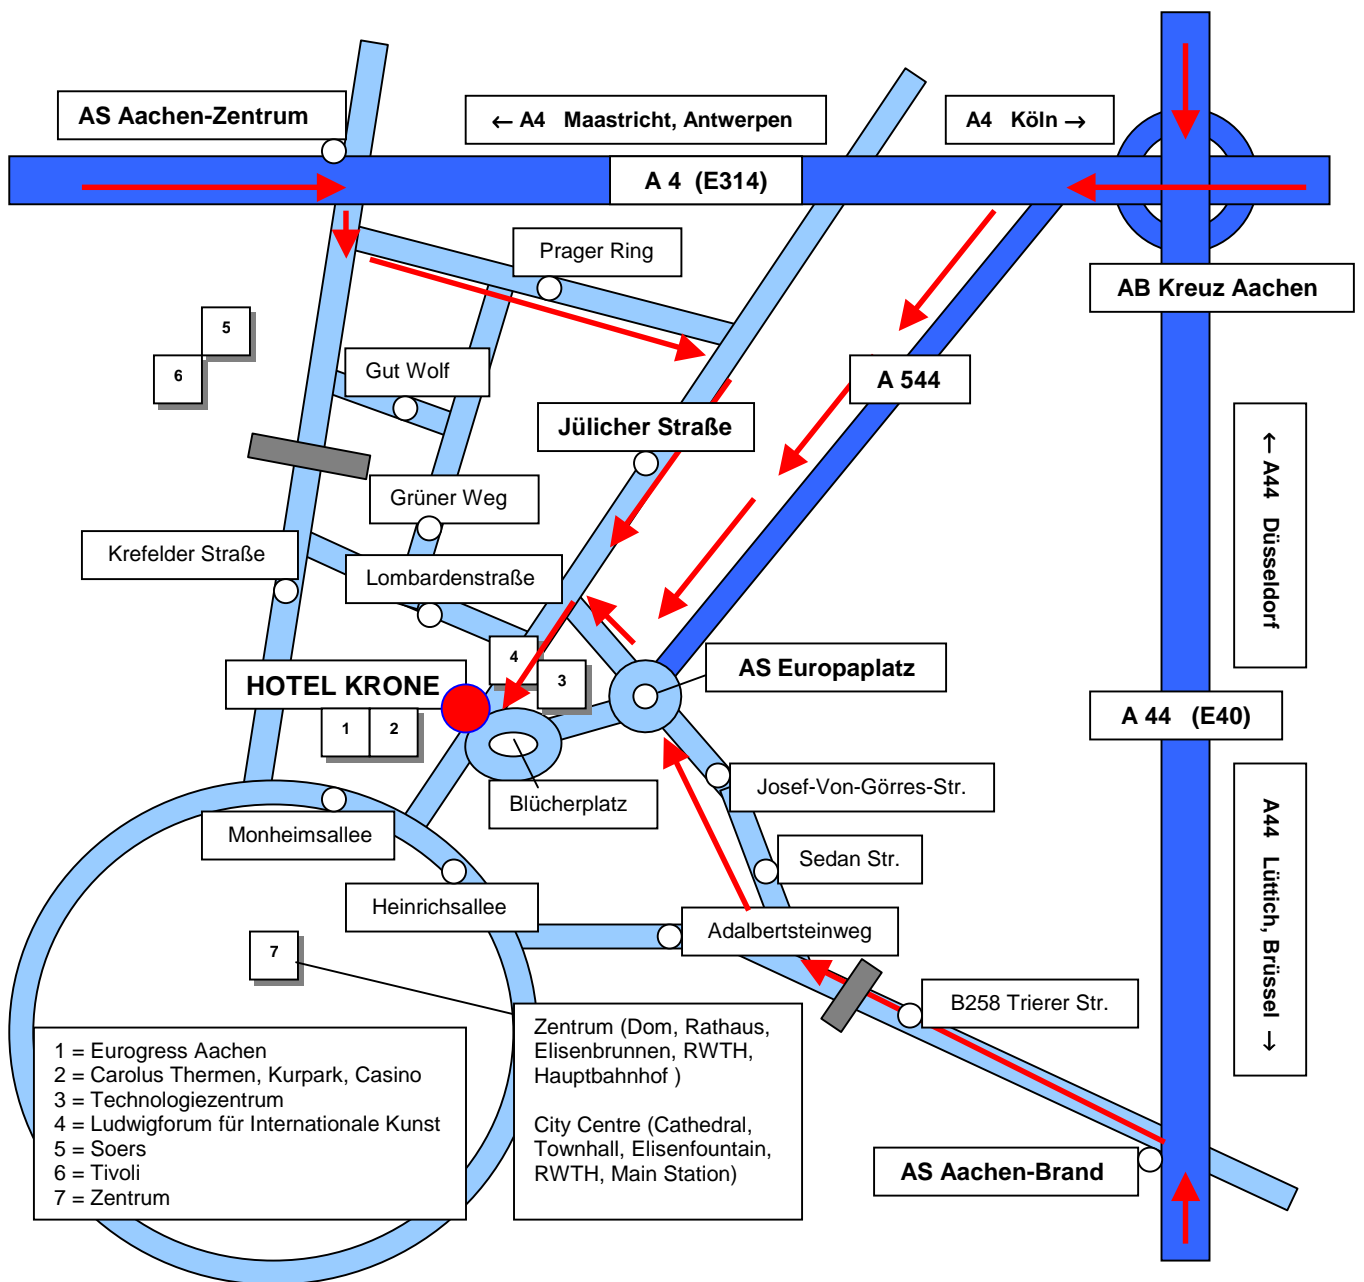 AS Aachen-Zentrum
← A4 Maastricht, Antwerpen
A4 Köln →
A 4 (E314)
Prager Ring
AB Kreuz Aachen
5
6
Gut Wolf
A 544
Jülicher Straße
← A44 Düsseldorf
Grüner Weg
Krefelder Straße
Lombardenstraße
4
3
AS Europaplatz
HOTEL KRONE
1
2
A 44 (E40)
Josef-Von-Görres-Str.
Blücherplatz
Monheimsallee
A44 Lüttich, Brüssel →
Sedan Str.
Heinrichsallee
Adalbertsteinweg
7
B258 Trierer Str.
Zentrum (Dom, Rathaus,
Elisenbrunnen, RWTH,
Hauptbahnhof )
City Centre (Cathedral,
Townhall, Elisenfountain,
RWTH, Main Station)
1 = Eurogress Aachen
2 = Carolus Thermen, Kurpark, Casino
3 = Technologiezentrum
4 = Ludwigforum für Internationale Kunst
5 = Soers
6 = Tivoli
7 = Zentrum
AS Aachen-Brand